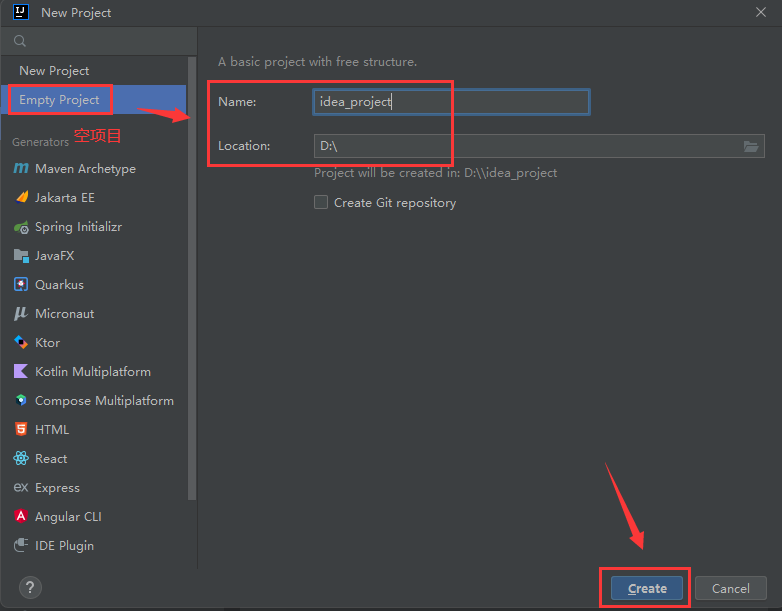 New Project
New Project
Empty Project
空项目
Generators
Maven Archetype
Jakarta EE
Spring Initializr
JavaFX
Quarkus
Micronaut
Ktor
Kotlin Multiplatform
Compose Multiplatform
HTML
React
Express
Angular CLI
IDE Plugin
A basic project with free structure.
Name: idea_project
Location: D:\
Project will be created in: D:\\idea_project
Create Git repository
? Create Cancel